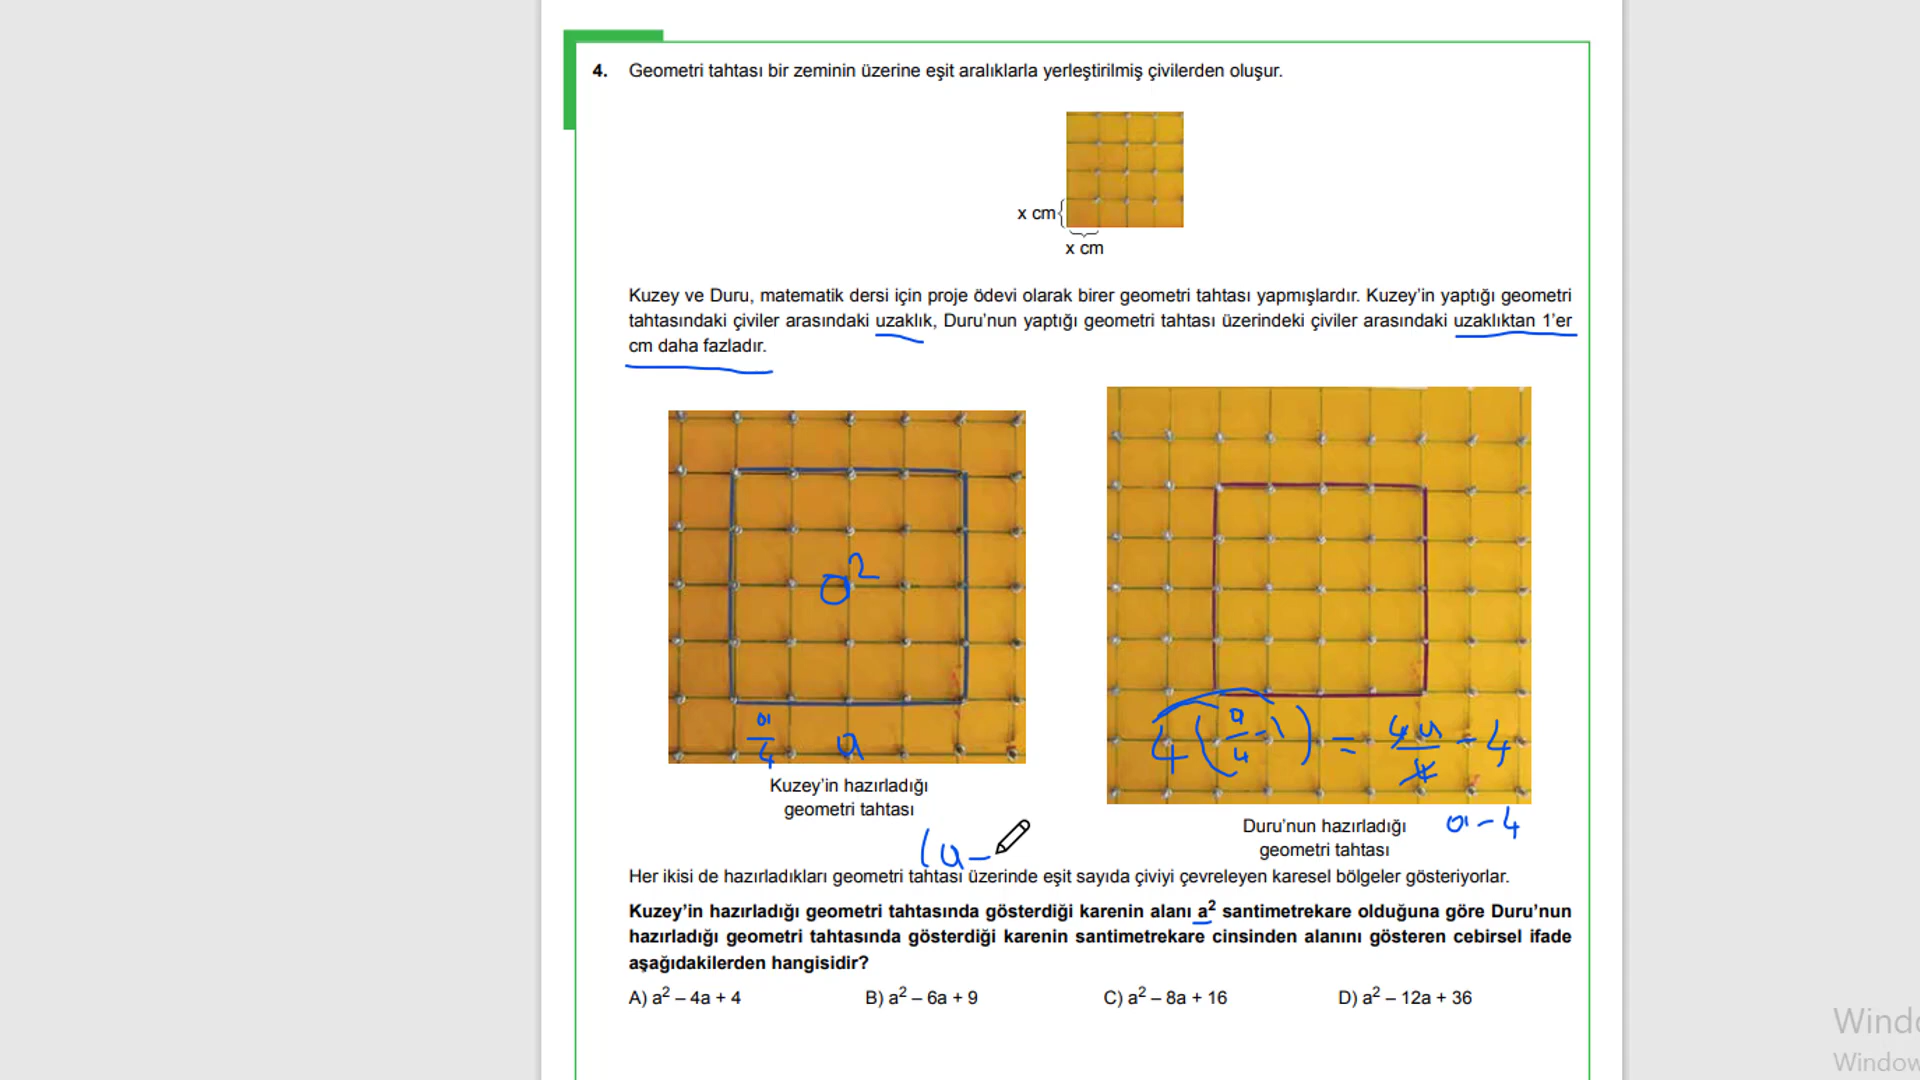 4. Geometri tahtası bir zeminin üzerine eşit aralıklarla yerleştirilmiş çivilerden oluşur.
x cm
x cm
Kuzey ve Duru, matematik dersi için proje ödevi olarak birer geometri tahtası yapmışlardır. Kuzey’in yaptığı geometri
tahtasındaki çiviler arasındaki uzaklık, Duru’nun yaptığı geometri tahtası üzerindeki çiviler arasındaki uzaklıktan 1’er
cm daha fazladır.
a²
a/4
a
4(a/4 - 1) = 4a/4 - 4
Kuzey’in hazırladığı
geometri tahtası
Duru’nun hazırladığı
geometri tahtası
a - 4
(a -
Her ikisi de hazırladıkları geometri tahtası üzerinde eşit sayıda çiviyi çevreleyen karesel bölgeler gösteriyorlar.
Kuzey’in hazırladığı geometri tahtasında gösterdiği karenin alanı a² santimetrekare olduğuna göre Duru’nun
hazırladığı geometri tahtasında gösterdiği karenin santimetrekare cinsinden alanını gösteren cebirsel ifade
aşağıdakilerden hangisidir?
A) a² – 4a + 4 B) a² – 6a + 9 C) a² – 8a + 16 D) a² – 12a + 36